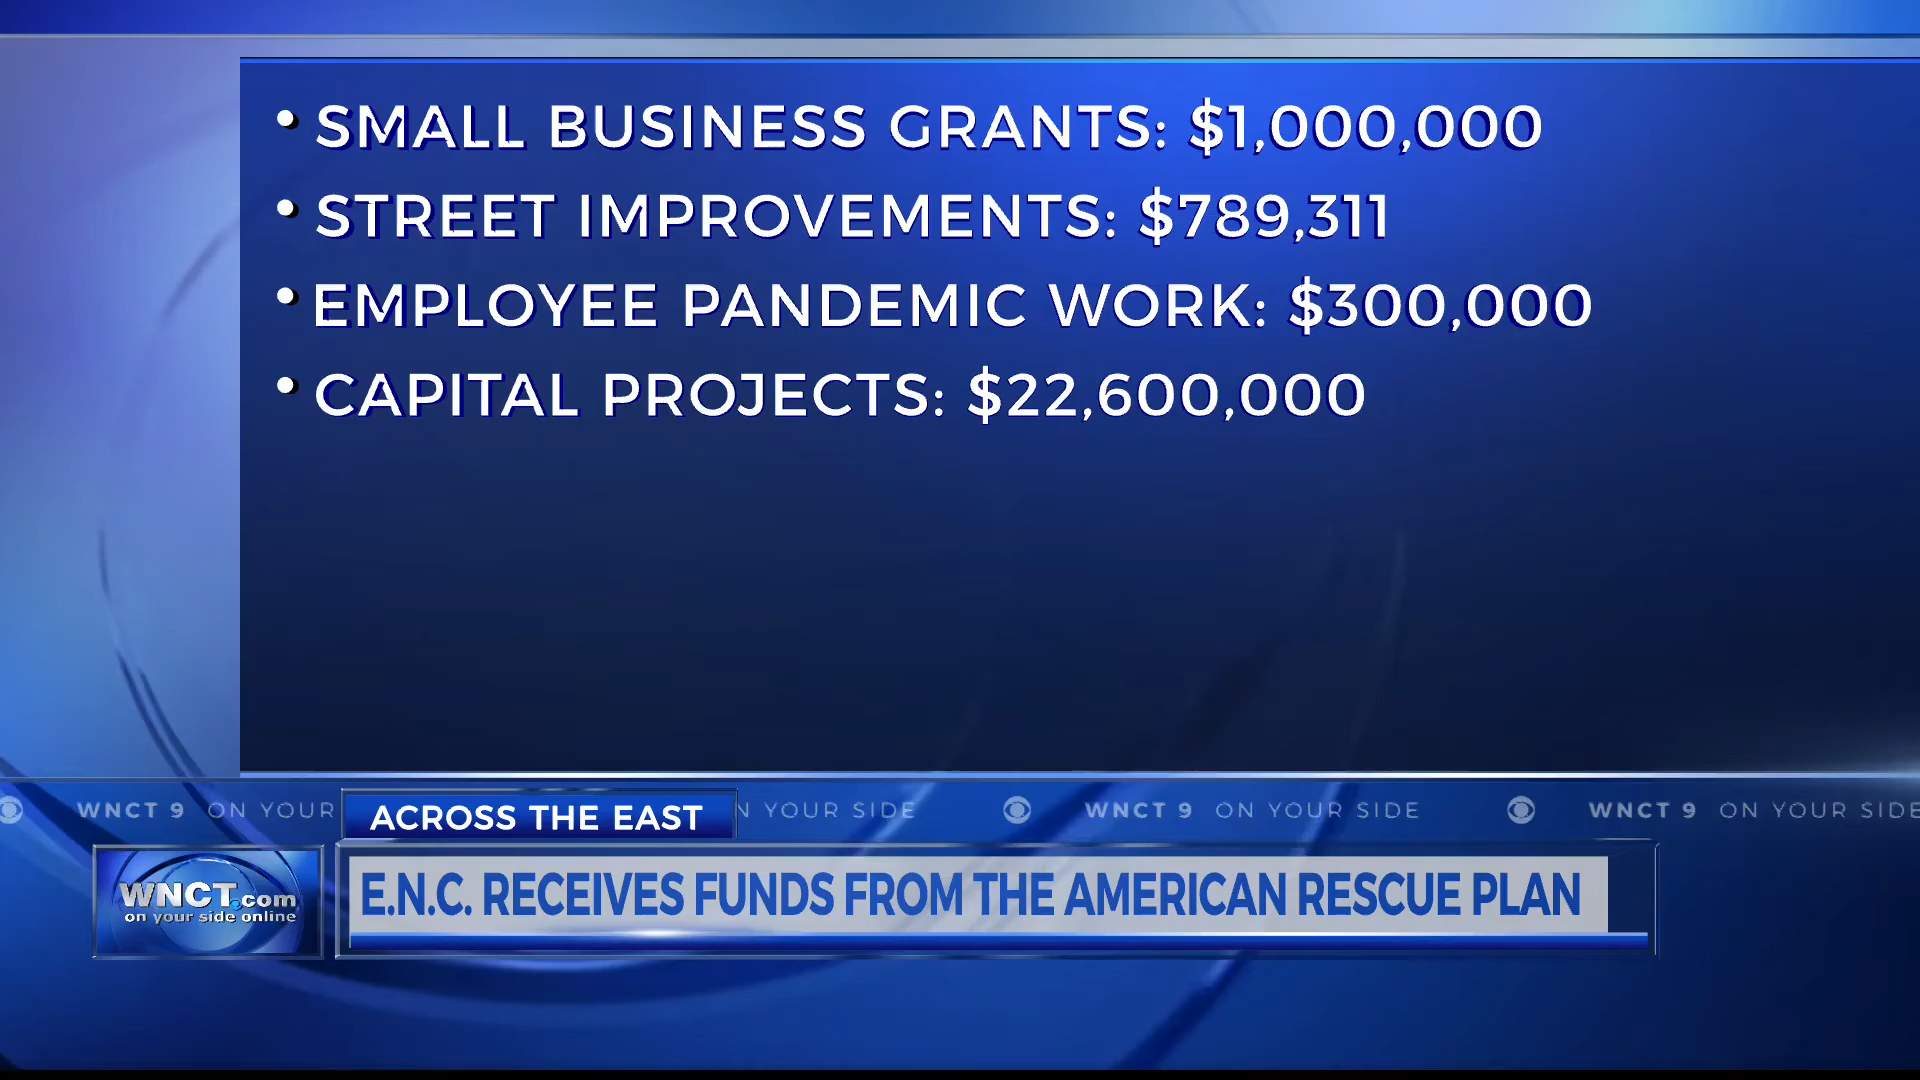 • SMALL BUSINESS GRANTS: $1,000,000
• STREET IMPROVEMENTS: $789,311
• EMPLOYEE PANDEMIC WORK: $300,000
• CAPITAL PROJECTS: $22,600,000
WNCT 9 ON YOUR
ACROSS THE EAST
N YOUR SIDE
WNCT 9 ON YOUR SIDE
WNCT 9 ON YOUR SIDE
WNCT.com
on your side online
E.N.C. RECEIVES FUNDS FROM THE AMERICAN RESCUE PLAN